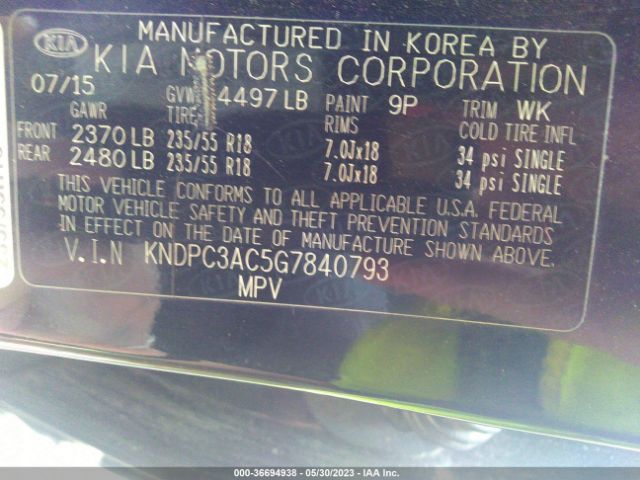 MANUFACTURED IN KOREA BY
KIA KIA MOTORS CORPORATION
07/15 4497 LB PAINT 9P TRIM WK
GAWR TIRE RIMS COLD TIRE INFL
FRONT 2370 LB 235/55 R18 7.0Jx18 34 psi SINGLE
REAR 2480 LB 235/55 R18 7.0Jx18 34 psi SINGLE
THIS VEHICLE CONFORMS TO ALL APPLICABLE U.S.A. FEDERAL
MOTOR VEHICLE SAFETY AND THEFT PREVENTION STANDARDS
IN EFFECT ON THE DATE OF MANUFACTURE SHOWN ABOVE.
V.I.N KNDPC3AC5G7840793
MPV
000-36694938 - 05/30/2023 - IAA Inc.